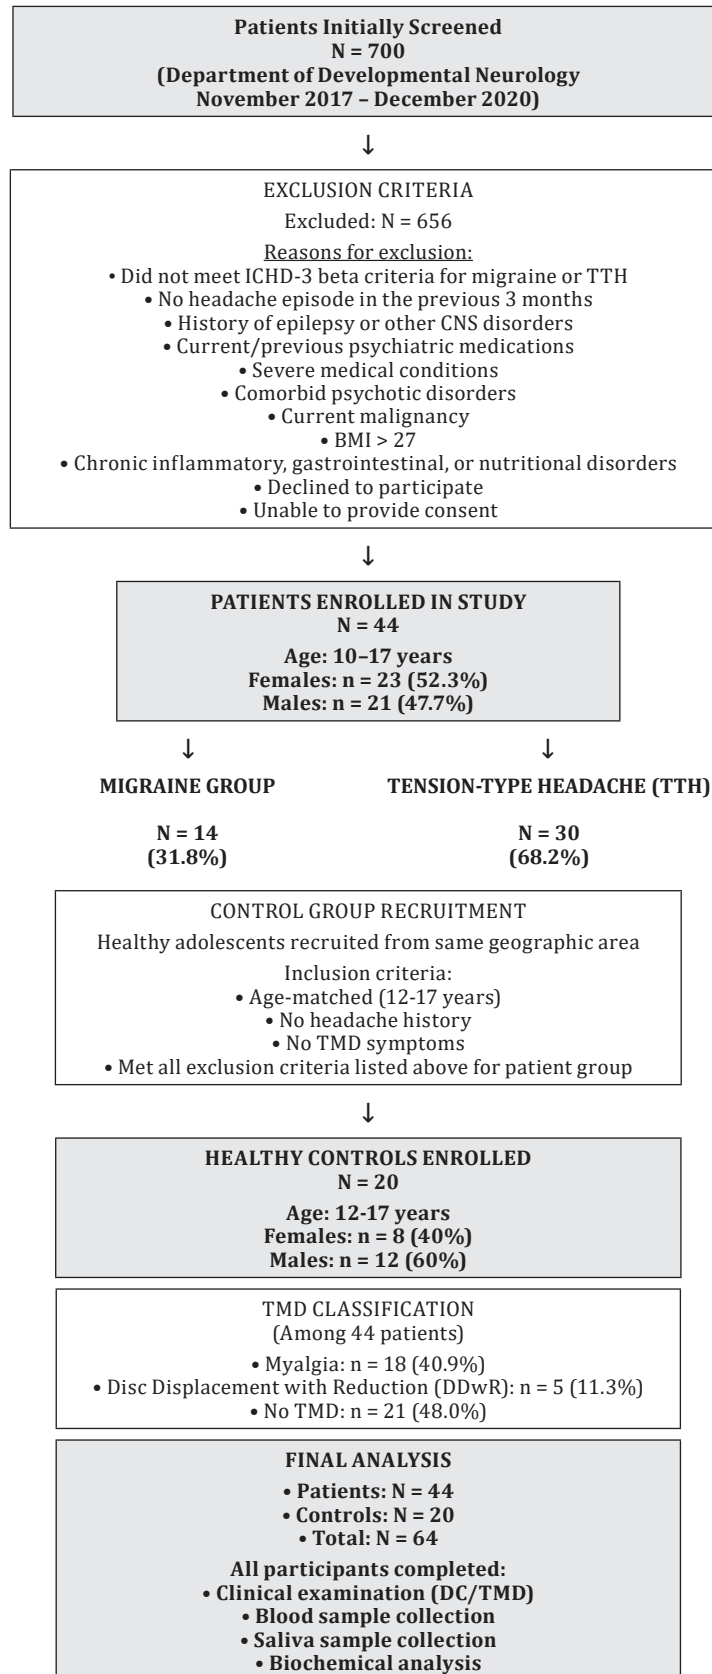 Patients Initially Screened
N = 700
(Department of Developmental Neurology
November 2017 – December 2020)
↓
EXCLUSION CRITERIA
Excluded: N = 656
Reasons for exclusion:
• Did not meet ICHD-3 beta criteria for migraine or TTH
• No headache episode in the previous 3 months
• History of epilepsy or other CNS disorders
• Current/previous psychiatric medications
• Severe medical conditions
• Comorbid psychotic disorders
• Current malignancy
• BMI > 27
• Chronic inflammatory, gastrointestinal, or nutritional disorders
• Declined to participate
• Unable to provide consent
↓
PATIENTS ENROLLED IN STUDY
N = 44
Age: 10–17 years
Females: n = 23 (52.3%)
Males: n = 21 (47.7%)
↓ ↓
MIGRAINE GROUP TENSION-TYPE HEADACHE (TTH)
N = 14 N = 30
(31.8%) (68.2%)
CONTROL GROUP RECRUITMENT
Healthy adolescents recruited from same geographic area
Inclusion criteria:
• Age-matched (12-17 years)
• No headache history
• No TMD symptoms
• Met all exclusion criteria listed above for patient group
↓
HEALTHY CONTROLS ENROLLED
N = 20
Age: 12-17 years
Females: n = 8 (40%)
Males: n = 12 (60%)
TMD CLASSIFICATION
(Among 44 patients)
• Myalgia: n = 18 (40.9%)
• Disc Displacement with Reduction (DDwR): n = 5 (11.3%)
• No TMD: n = 21 (48.0%)
FINAL ANALYSIS
• Patients: N = 44
• Controls: N = 20
• Total: N = 64
All participants completed:
• Clinical examination (DC/TMD)
• Blood sample collection
• Saliva sample collection
• Biochemical analysis